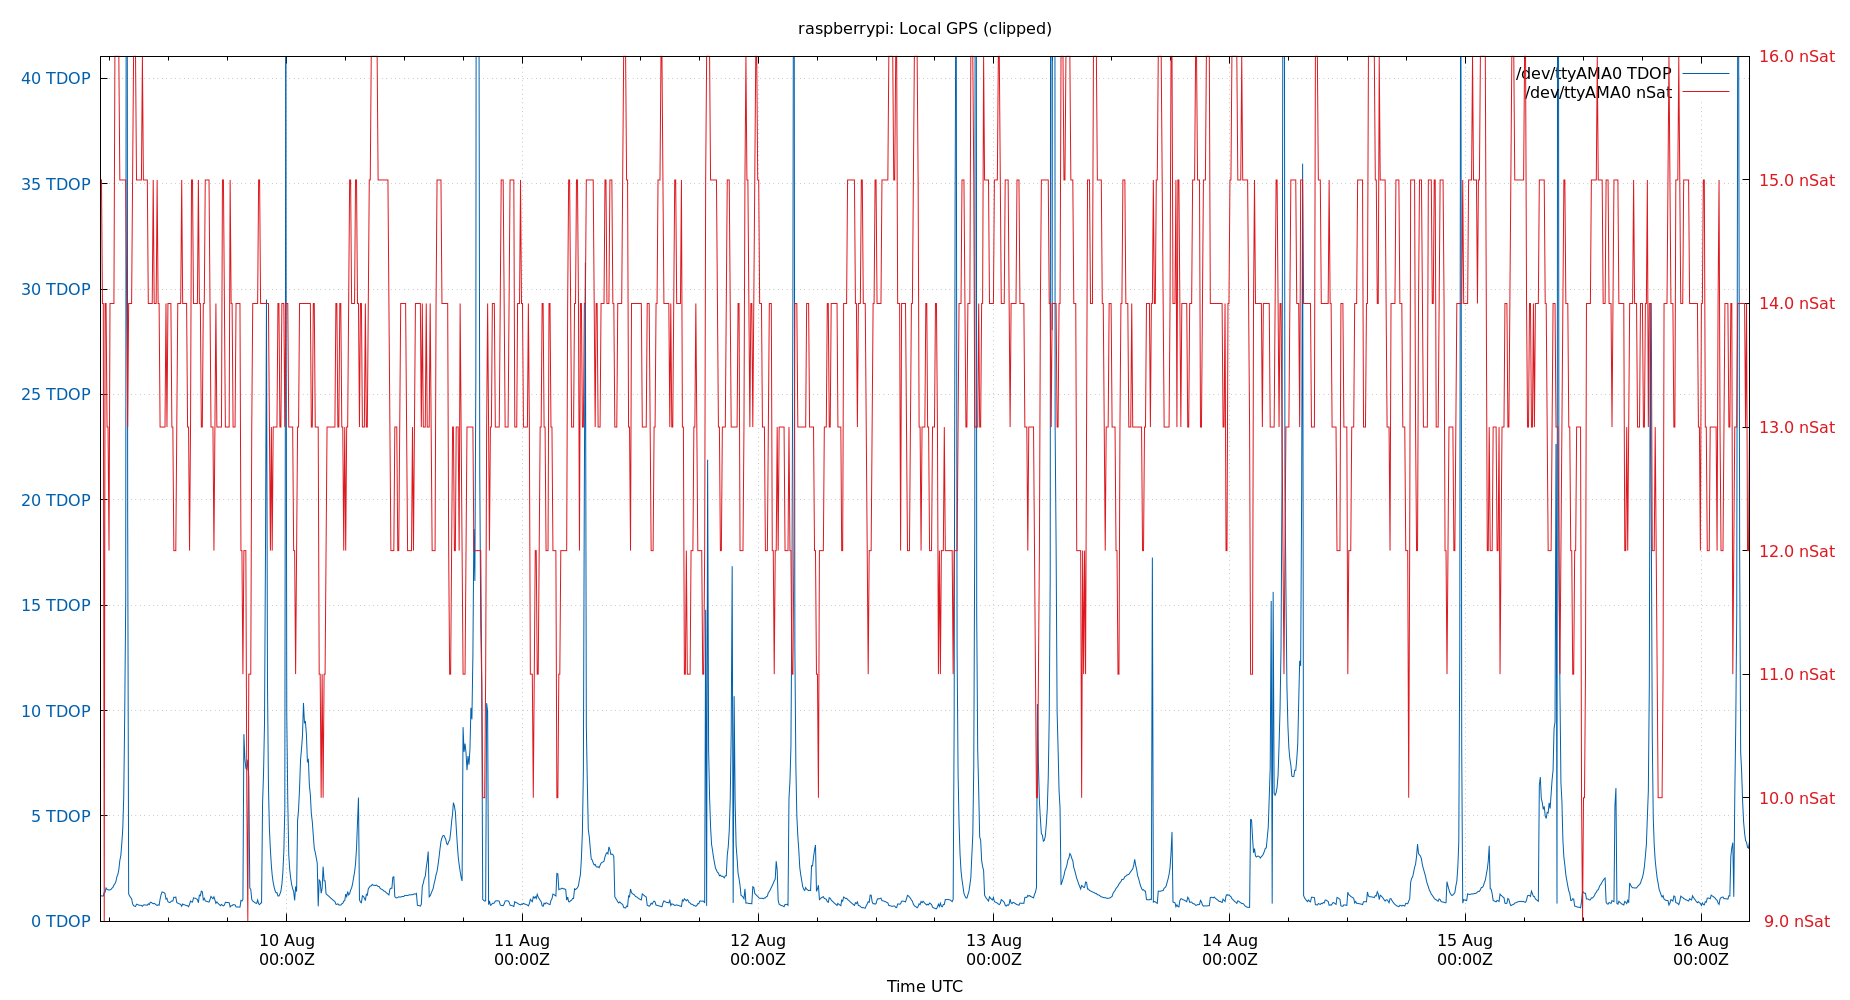 raspberrypi: Local GPS (clipped)
40 TDOP
35 TDOP
30 TDOP
25 TDOP
20 TDOP
15 TDOP
10 TDOP
5 TDOP
0 TDOP
16.0 nSat
15.0 nSat
14.0 nSat
13.0 nSat
12.0 nSat
11.0 nSat
10.0 nSat
9.0 nSat
/dev/ttyAMA0 TDOP
/dev/ttyAMA0 nSat
10 Aug
00:00Z
11 Aug
00:00Z
12 Aug
00:00Z
13 Aug
00:00Z
14 Aug
00:00Z
15 Aug
00:00Z
16 Aug
00:00Z
Time UTC